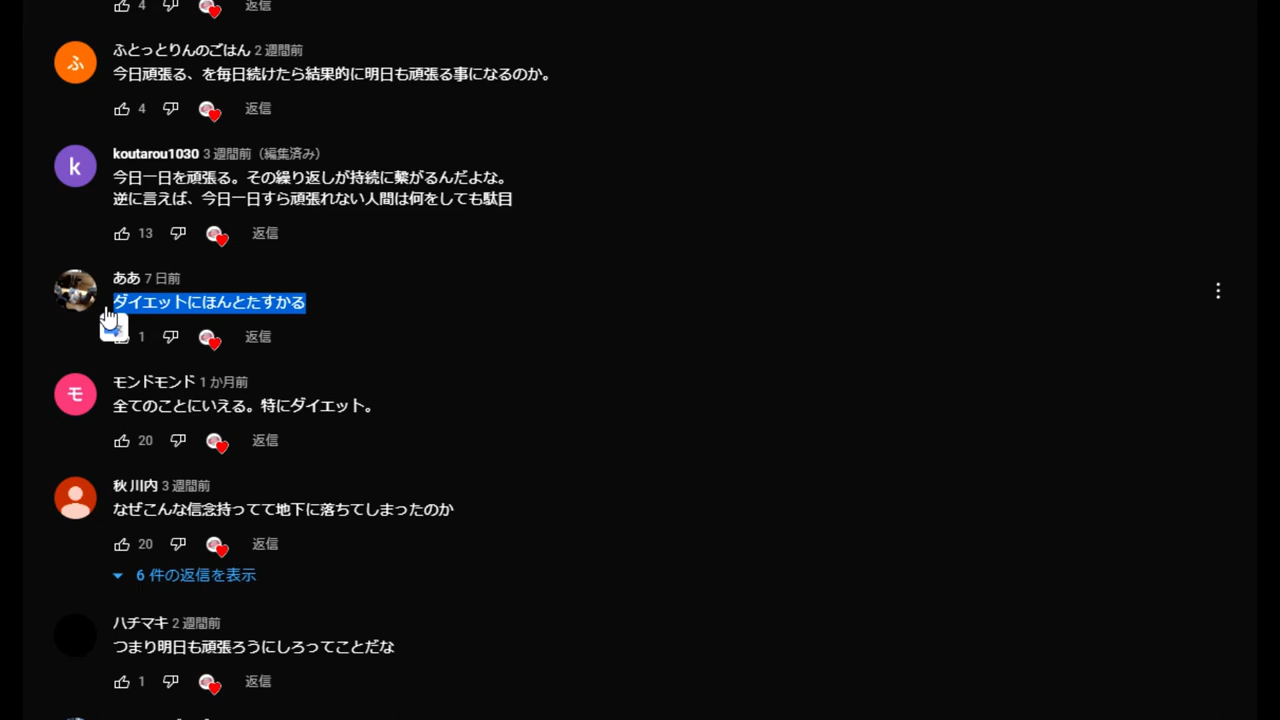 4 返信
ふ
ふとっとりんのごはん 2 週間前
今日頑張る、を毎日続けたら結果的に明日も頑張る事になるのか。
4 返信
k
koutarou1030 3 週間前（編集済み）
今日一日を頑張る。その繰り返しが持続に繋がるんだよな。
逆に言えば、今日一日すら頑張れない人間は何をしても駄目
13 返信
ああ 7 日前
ダイエットにほんとたすかる
1 返信
モ
モンドモンド 1 か月前
全てのことにいえる。特にダイエット。
20 返信
秋 川内 3 週間前
なぜこんな信念持ってて地下に落ちてしまったのか
20 返信
6 件の返信を表示
ハチマキ 2 週間前
つまり明日も頑張ろうにしろってことだな
1 返信